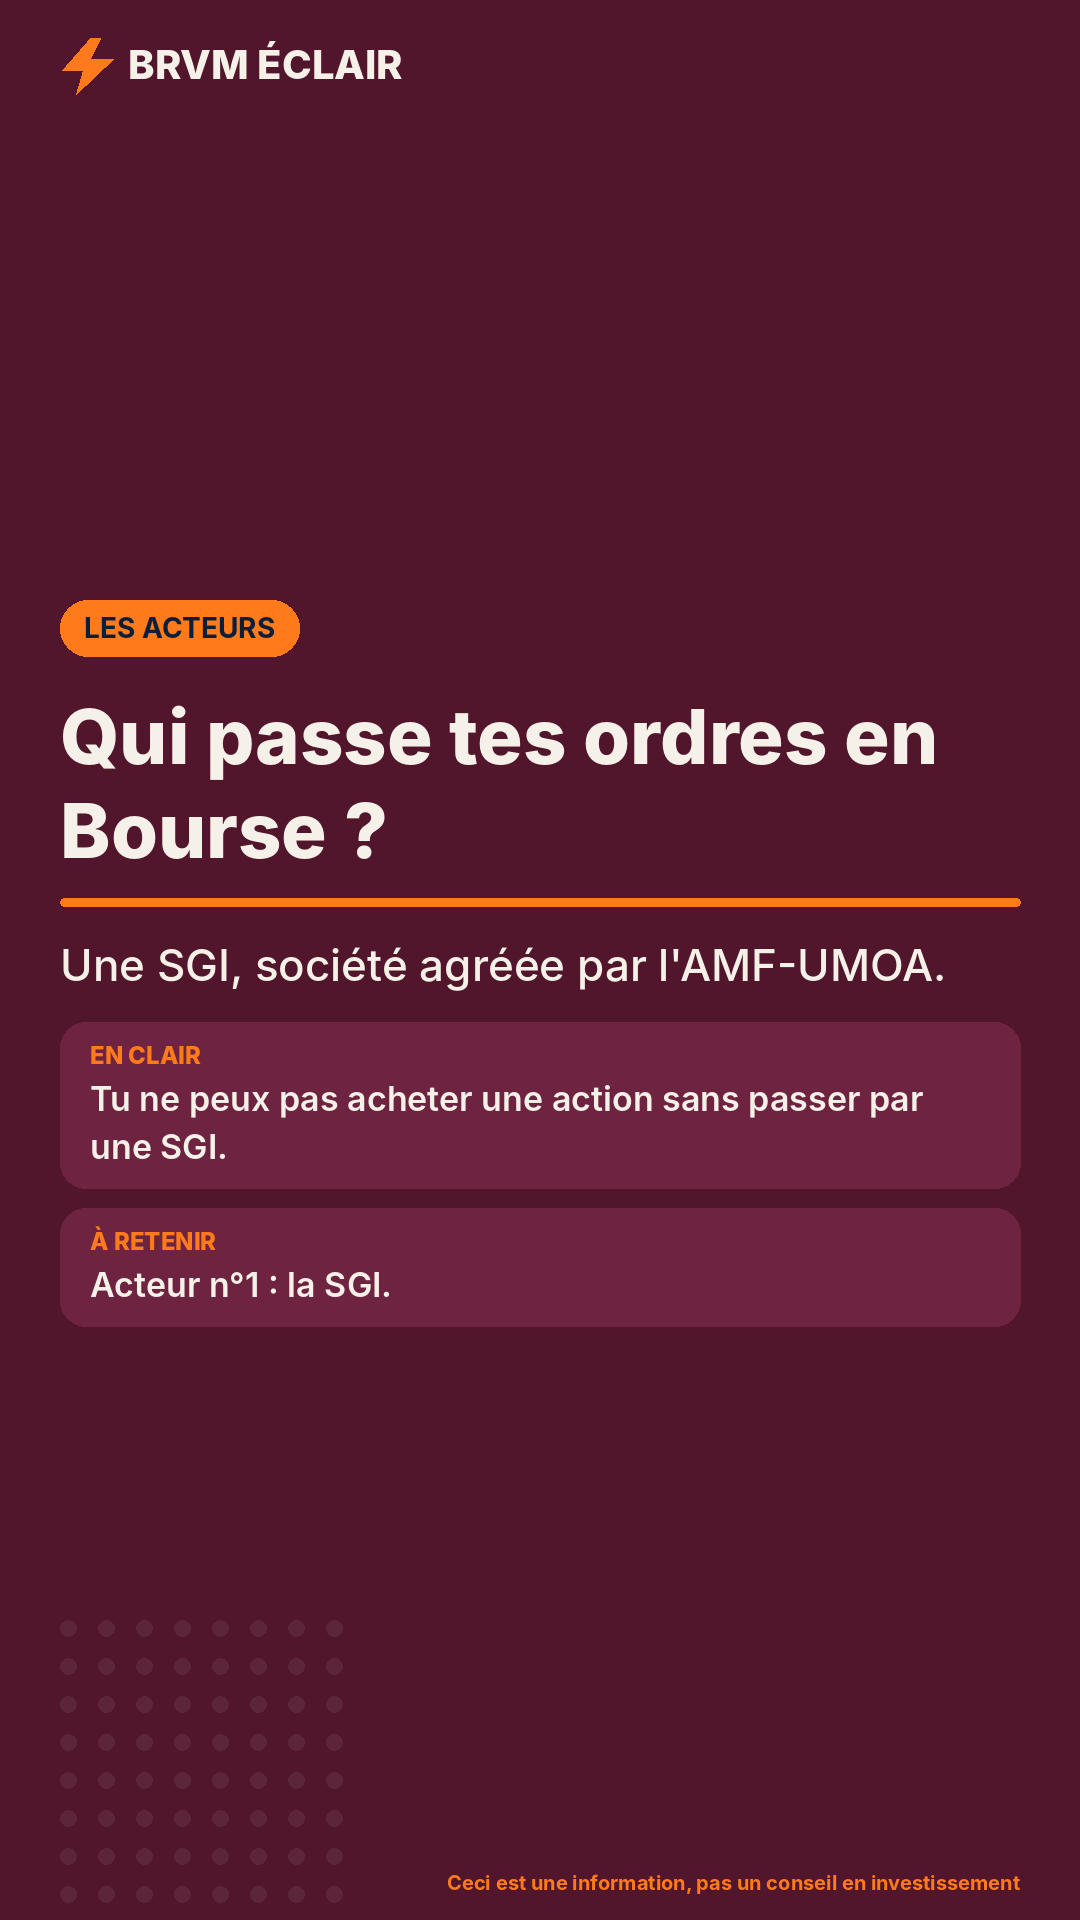 BRVM ÉCLAIR
LES ACTEURS
Qui passe tes ordres en
Bourse ?
Une SGI, société agréée par l'AMF-UMOA.
EN CLAIR
Tu ne peux pas acheter une action sans passer par
une SGI.
À RETENIR
Acteur n°1 : la SGI.
Ceci est une information, pas un conseil en investissement